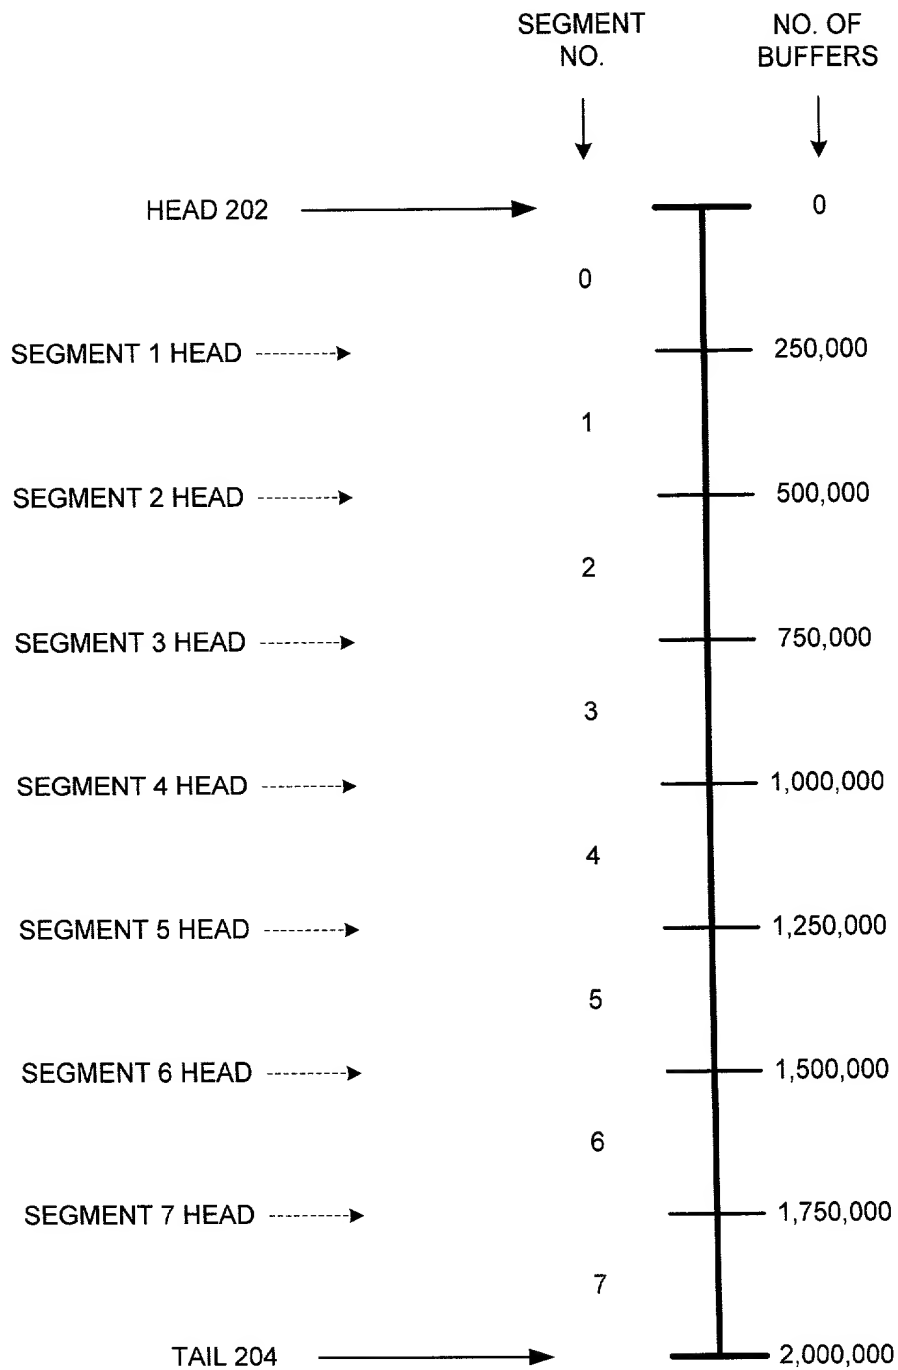 SEGMENT NO.
NO. OF BUFFERS
HEAD 202
0
0
SEGMENT 1 HEAD
250,000
1
SEGMENT 2 HEAD
500,000
2
SEGMENT 3 HEAD
750,000
3
SEGMENT 4 HEAD
1,000,000
4
SEGMENT 5 HEAD
1,250,000
5
SEGMENT 6 HEAD
1,500,000
6
SEGMENT 7 HEAD
1,750,000
7
TAIL 204
2,000,000